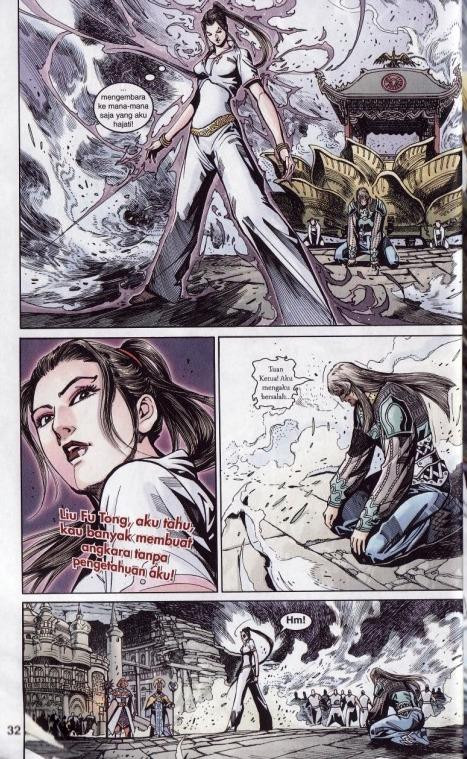 ...
mengembara
ke mana-mana
saja yang aku
hajati!
Liu Fu Tong, aku tahu,
kau banyak membuat
angkara tanpa
pengetahuan aku!
Tuan
Ketua! Aku
mengaku
bersalah...
Hm!
32